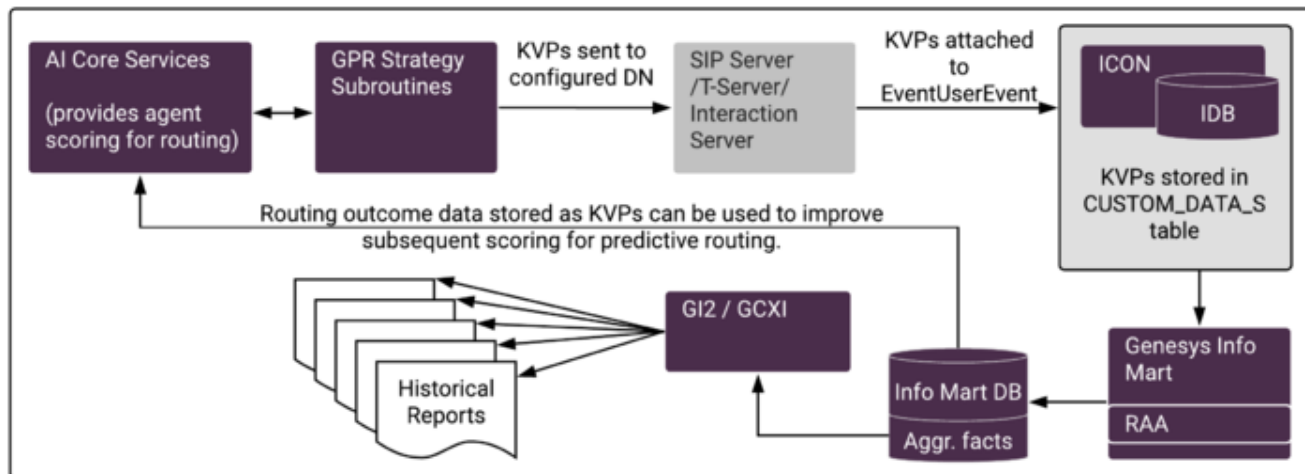 AI Core Services
(provides agent
scoring for routing)
GPR Strategy
Subroutines
KVPs sent to
configured DN
SIP Server
/T-Server/
Interaction
Server
KVPs attached
to
EventUserEvent
ICON
IDB
KVPs stored in
CUSTOM_DATA_S
table
Routing outcome data stored as KVPs can be used to improve
subsequent scoring for predictive routing.
Historical
Reports
GI2 / GCXI
Info Mart DB
Aggr. facts
Genesys Info
Mart
RAA